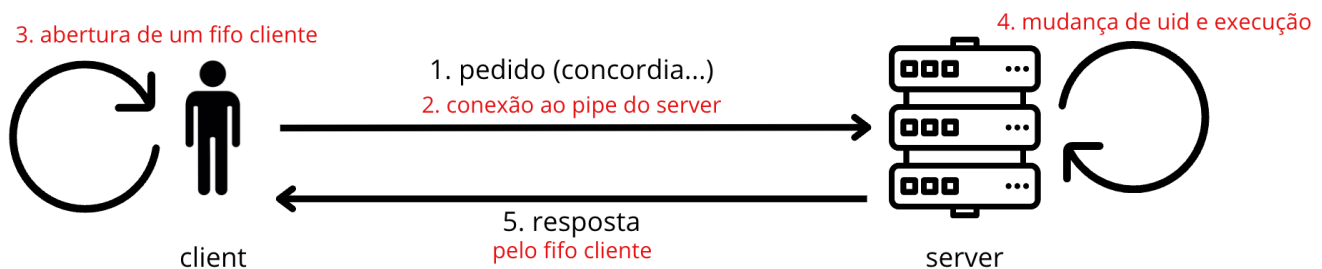 3. abertura de um fifo cliente
4. mudança de uid e execução
1. pedido (concordia...)
2. conexão ao pipe do server
5. resposta
pelo fifo cliente
client
server